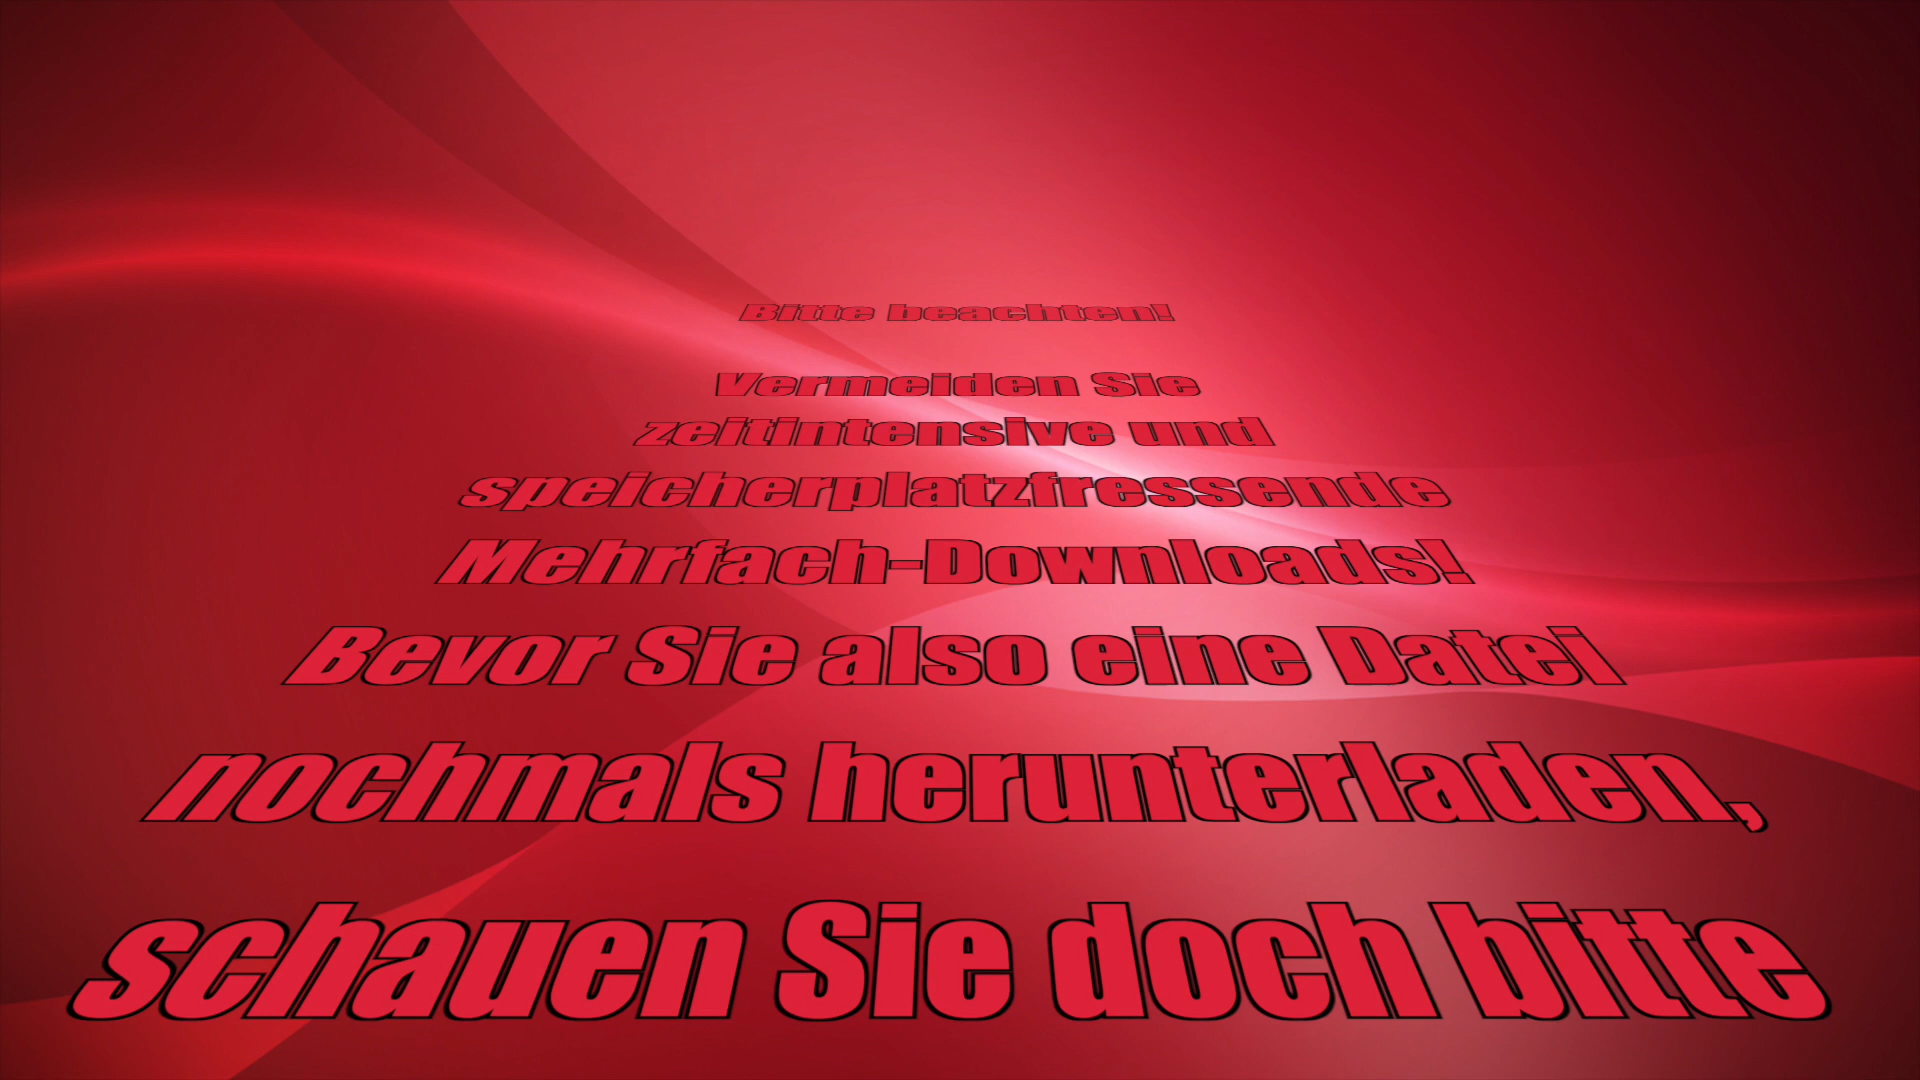 Bitte beachten!
Vermeiden Sie
zeitintensive und
speicherplatzfressende
Mehrfach-Downloads!
Bevor Sie also eine Datei
nochmals herunterladen,
schauen Sie doch bitte